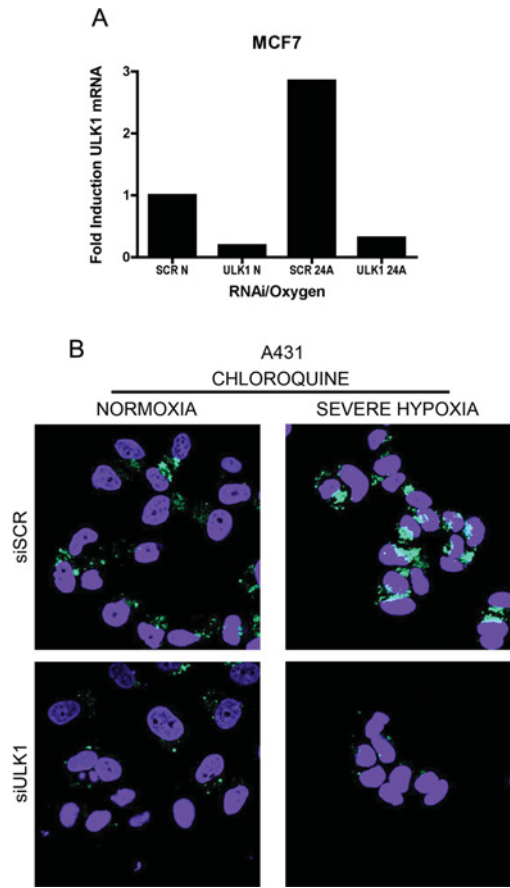 A
MCF7
Fold Induction ULK1 mRNA
3
2
1
0
SCR N ULK1 N SCR 24A ULK1 24A
RNAi/Oxygen
B
A431
CHLOROQUINE
NORMOXIA SEVERE HYPOXIA
siSCR
siULK1